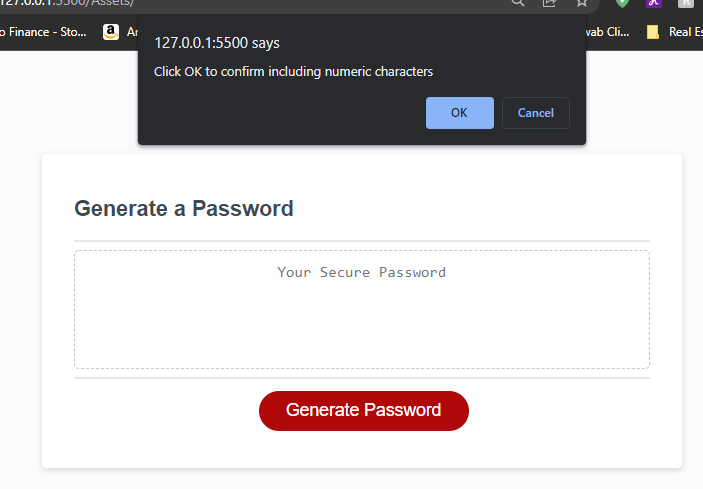 127.0.0.1:5500/Assets/
o Finance - Sto...
a
wab Cli...
Real Es
127.0.0.1:5500 says
Click OK to confirm including numeric characters
OK
Cancel
Generate a Password
Your Secure Password
Generate Password